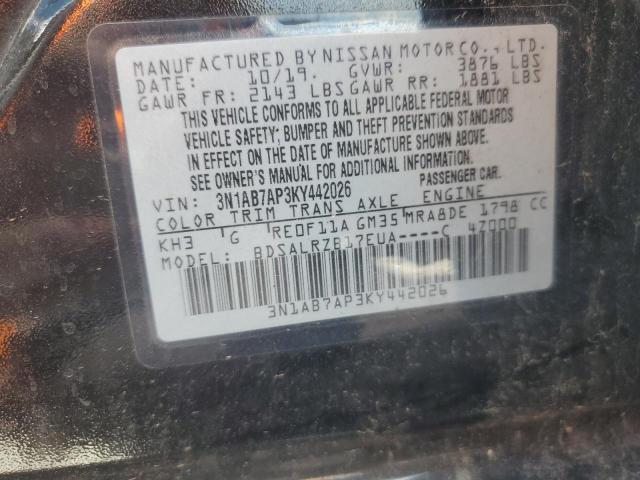 MANUFACTURED BY NISSAN MOTOR CO., LTD.
DATE: 10/19. GVWR: 3876 LBS
GAWR FR: 2143 LBS GAWR RR: 1881 LBS
THIS VEHICLE CONFORMS TO ALL APPLICABLE FEDERAL MOTOR
VEHICLE SAFETY; BUMPER AND THEFT PREVENTION STANDARDS
IN EFFECT ON THE DATE OF MANUFACTURE SHOWN ABOVE.
SEE OWNER'S MANUAL FOR ADDITIONAL INFORMATION.
VIN: 3N1AB7AP3KY442026 PASSENGER CAR.
COLOR TRIM TRANS AXLE ENGINE
KH3 G RE0F11A GM35 MRA8DE 1798 CC
MODEL: BDSALRZB17EUA----C 4Z000
3N1AB7AP3KY442026